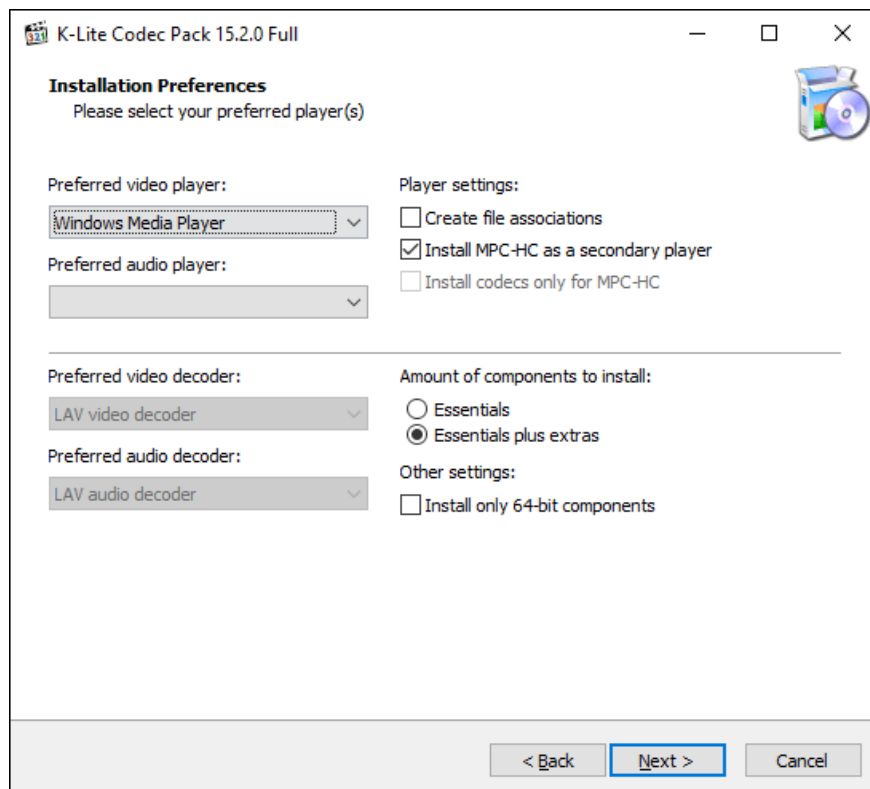 K-Lite Codec Pack 15.2.0 Full
Installation Preferences
Please select your preferred player(s)
Preferred video player:
Windows Media Player
Preferred audio player:
Player settings:
Create file associations
Install MPC-HC as a secondary player
Install codecs only for MPC-HC
Preferred video decoder:
LAV video decoder
Preferred audio decoder:
LAV audio decoder
Amount of components to install:
Essentials
Essentials plus extras
Other settings:
Install only 64-bit components
< Back
Next >
Cancel